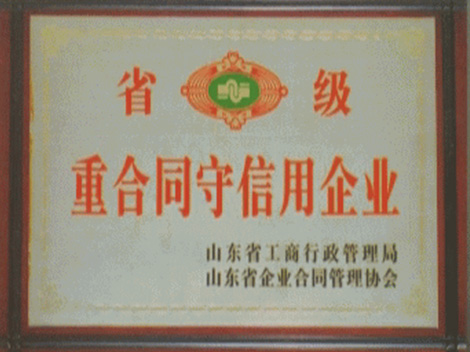 省级
重合同守信用企业
山东省工商行政管理局
山东省企业合同管理协会